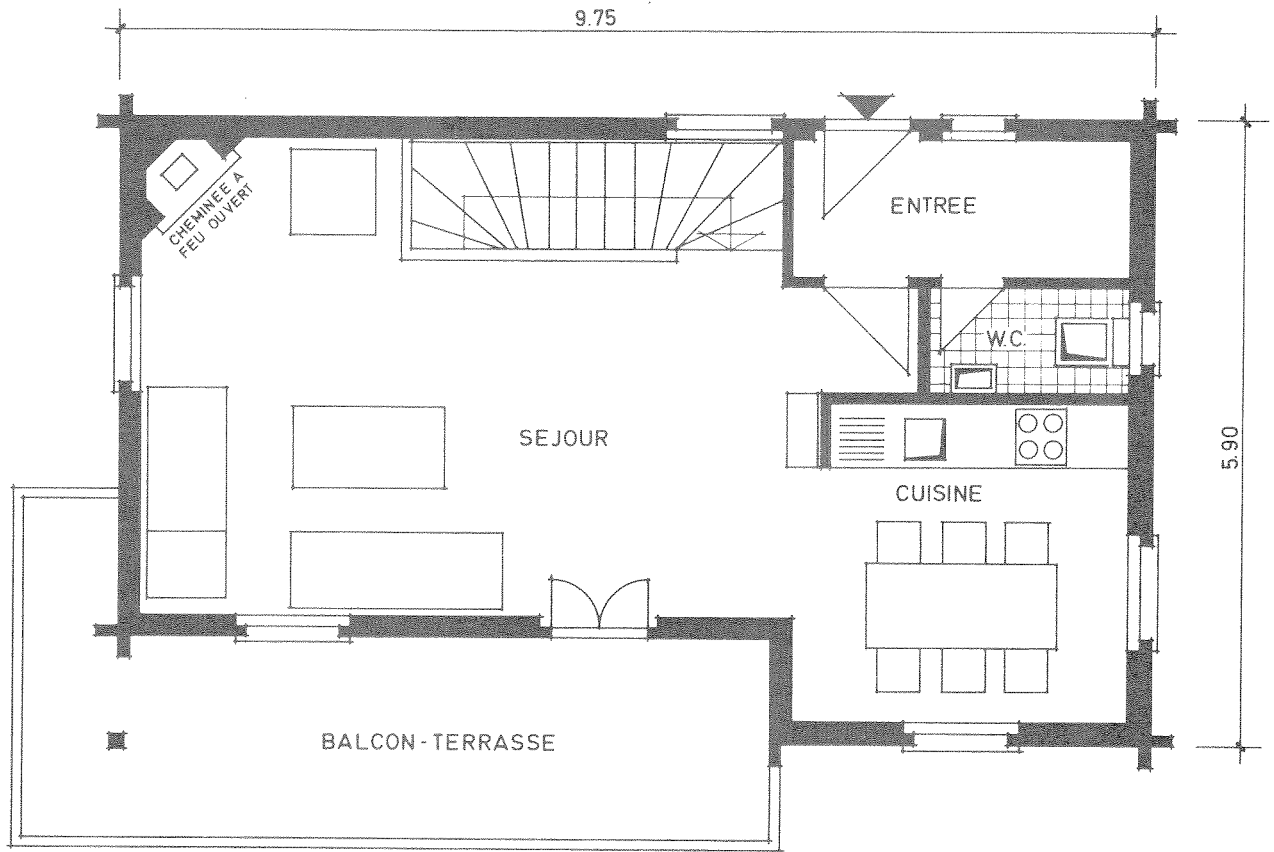 9.75
CHEMINEE A
FEU OUVERT
ENTREE
W.C.
SEJOUR
5.90
CUISINE
BALCON-TERRASSE